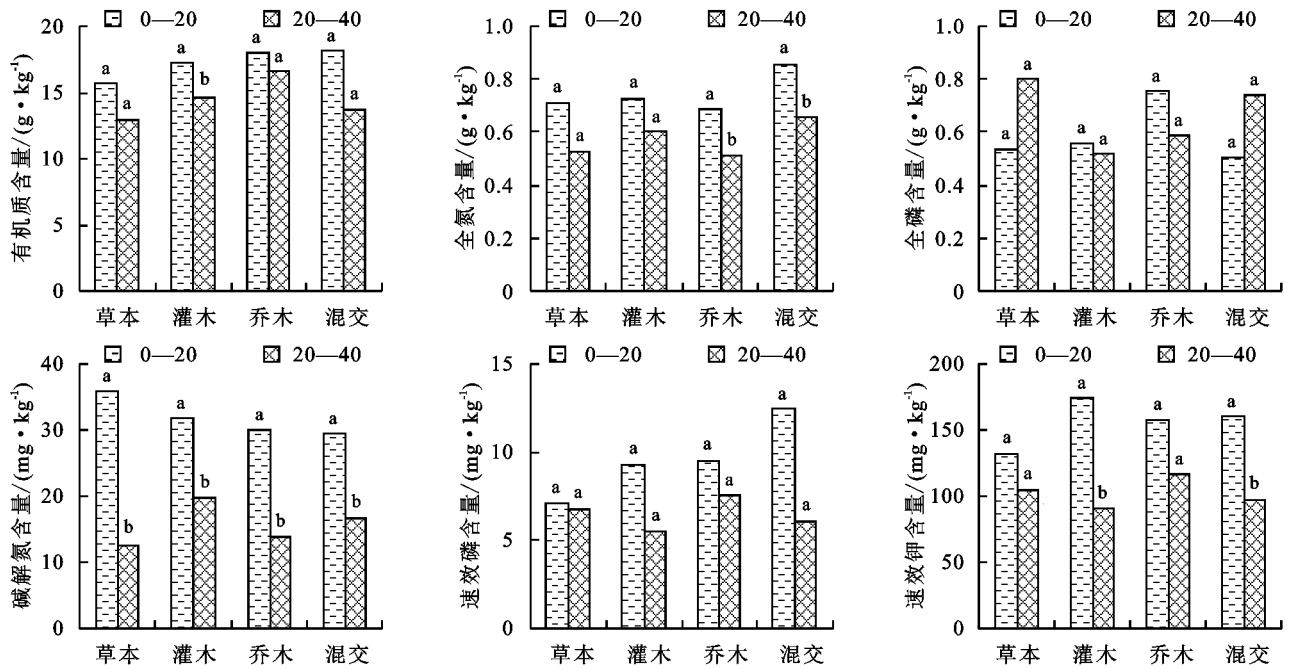 0—20 20—40
有机质含量/(g·kg⁻¹)
20
15
10
5
0
a a a b a a a a
草本 灌木 乔木 混交
0—20 20—40
全氮含量/(g·kg⁻¹)
1.0
0.8
0.6
0.4
0.2
0
a a a a a b a b
草本 灌木 乔木 混交
0—20 20—40
全磷含量/(g·kg⁻¹)
1.0
0.8
0.6
0.4
0.2
0
a a a a a a a a
草本 灌木 乔木 混交
0—20 20—40
碱解氮含量/(mg·kg⁻¹)
40
30
20
10
0
a b a b a b a b
草本 灌木 乔木 混交
0—20 20—40
速效磷含量/(mg·kg⁻¹)
15
10
5
0
a a a a a a a a
草本 灌木 乔木 混交
0—20 20—40
速效钾含量/(mg·kg⁻¹)
200
150
100
50
0
a a a b a a a b
草本 灌木 乔木 混交